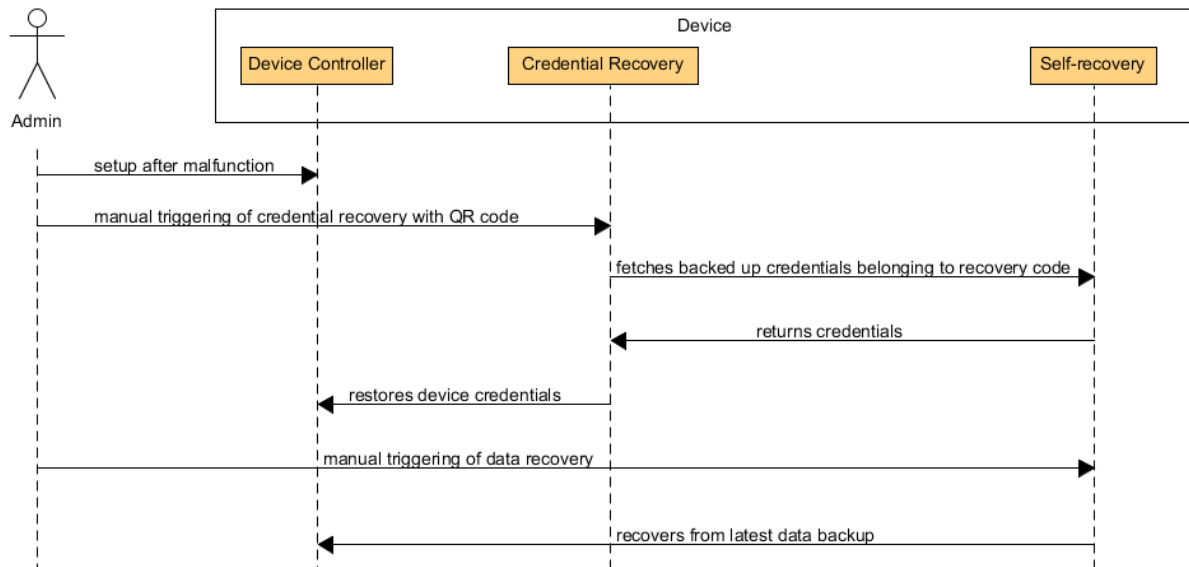 Device
Device Controller
Credential Recovery
Self-recovery
Admin
setup after malfunction
manual triggering of credential recovery with QR code
fetches backed up credentials belonging to recovery code
returns credentials
restores device credentials
manual triggering of data recovery
recovers from latest data backup